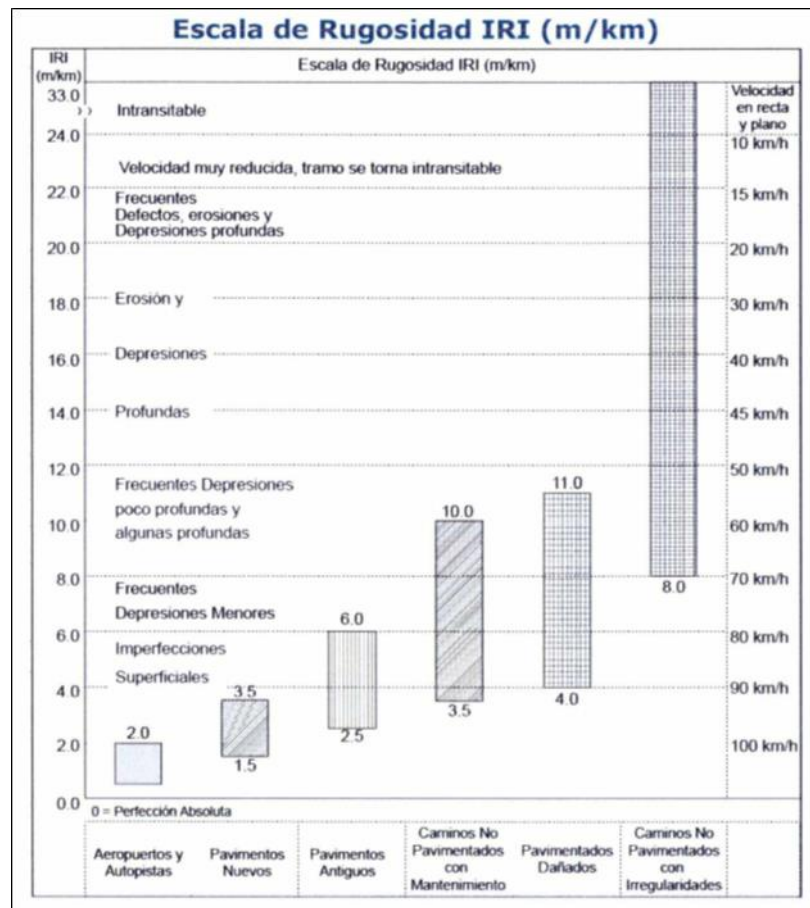 Escala de Rugosidad IRI (m/km)
IRI
(m/km)
Escala de Rugosidad IRI (m/km)
Velocidad
en recta
y plano
33.0
Intransitable
24.0
10 km/h
Velocidad muy reducida, tramo se torna intransitable
22.0
15 km/h
Frecuentes
Defectos, erosiones y
Depresiones profundas
20.0
20 km/h
18.0
Erosión y
30 km/h
16.0
Depresiones
40 km/h
14.0
Profundas
45 km/h
12.0
50 km/h
Frecuentes Depresiones
poco profundas y
algunas profundas
11.0
10.0
10.0
60 km/h
8.0
70 km/h
8.0
Frecuentes
Depresiones Menores
6.0
6.0
80 km/h
Imperfecciones
Superficiales
4.0
90 km/h
3.5
3.5
4.0
2.5
2.0
2.0
1.5
100 km/h
0.0
0 = Perfección Absoluta
Aeropuertos y
Autopistas
Pavimentos
Nuevos
Pavimentos
Antiguos
Caminos No
Pavimentados
con
Mantenimiento
Pavimentados
Dañados
Caminos No
Pavimentados
con
Irregularidades